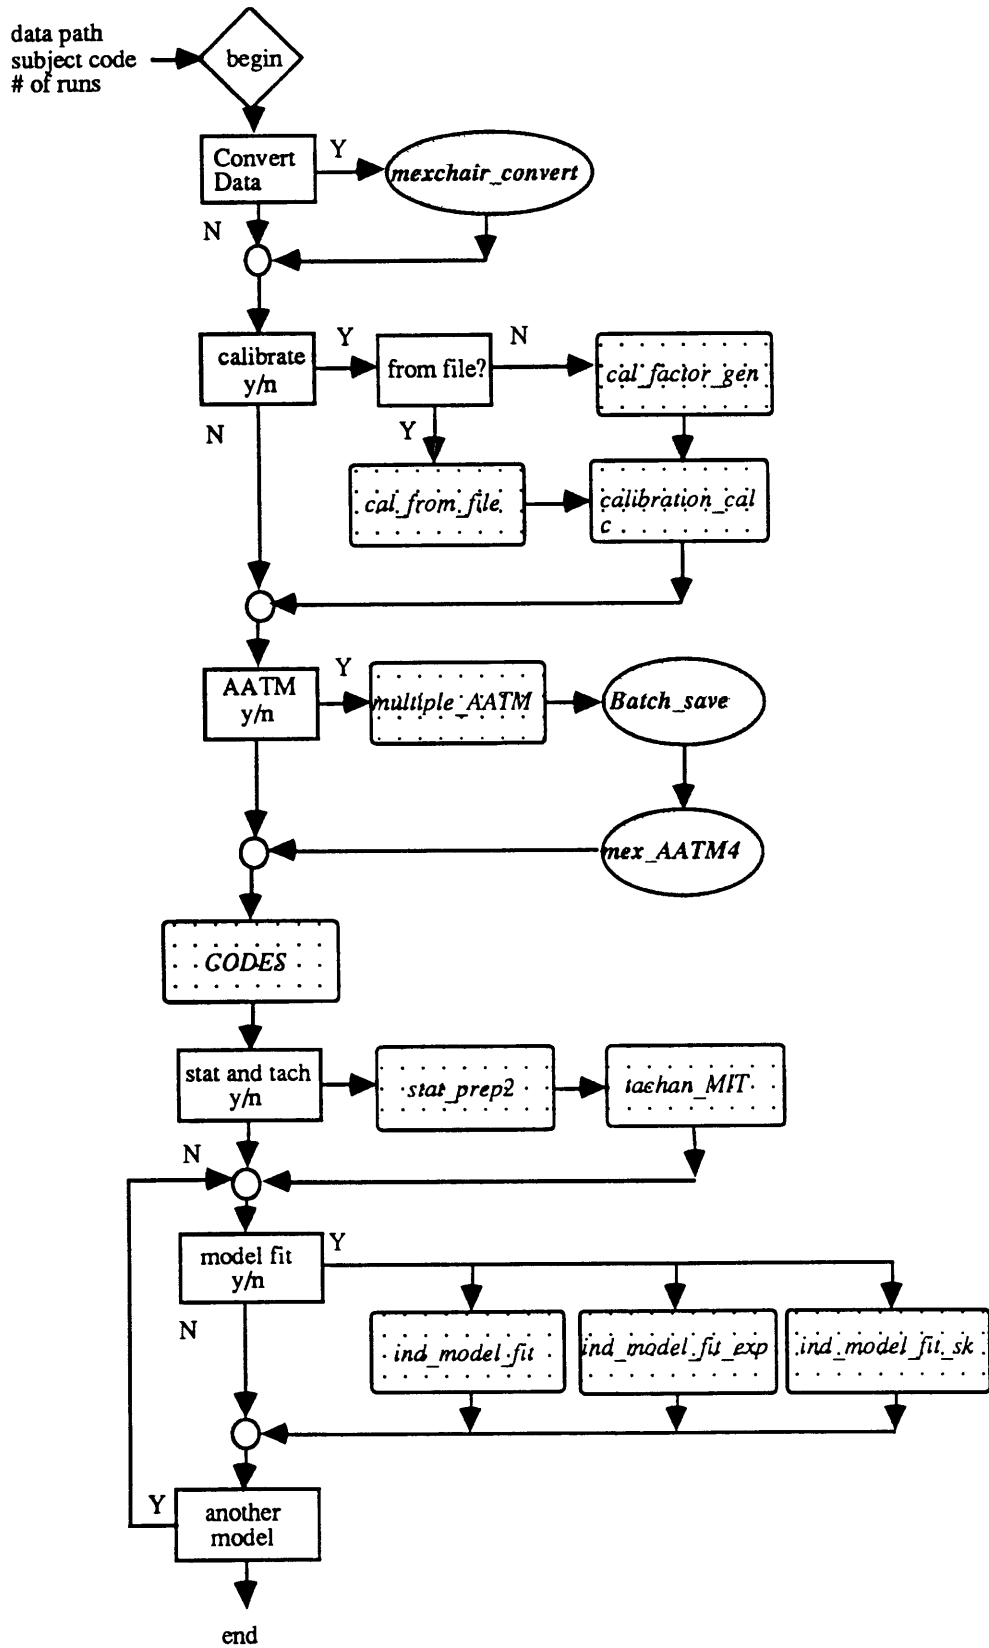 data path
subject code
# of runs
begin
Convert
Data
Y
mexchair_convert
N
calibrate
y/n
Y
from file?
N
cal_factor_gen
N
Y
cal_from_file
calibration_cal
c
AATM
y/n
Y
multiple_AATM
Batch_save
mex_AATM4
CODES
stat and tach
y/n
stat_prep2
tachan_MIT
N
model fit
y/n
Y
N
ind_model_fit
ind_model_fit_exp
ind_model_fit_sk
Y
another
model
end